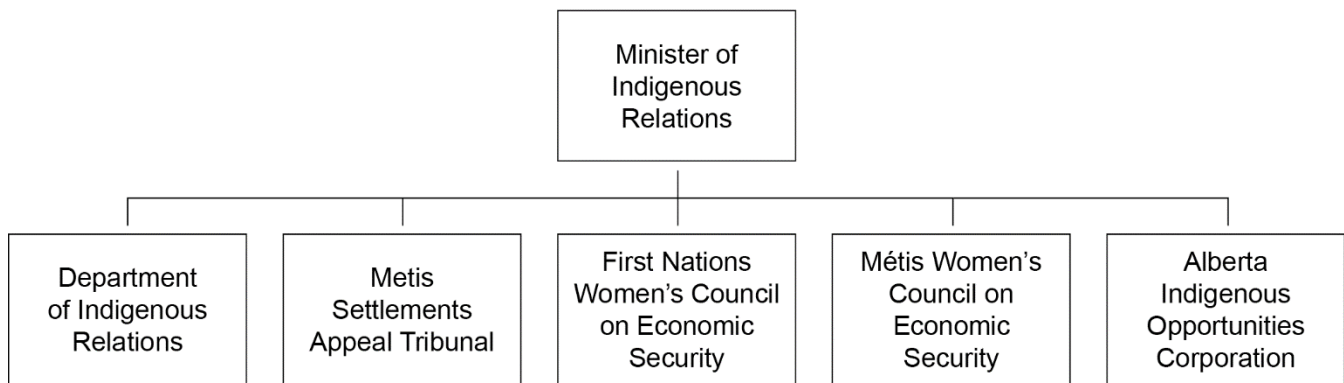 Minister of
Indigenous
Relations
Department
of Indigenous
Relations
Metis
Settlements
Appeal Tribunal
First Nations
Women’s Council
on Economic
Security
Métis Women’s
Council on
Economic
Security
Alberta
Indigenous
Opportunities
Corporation